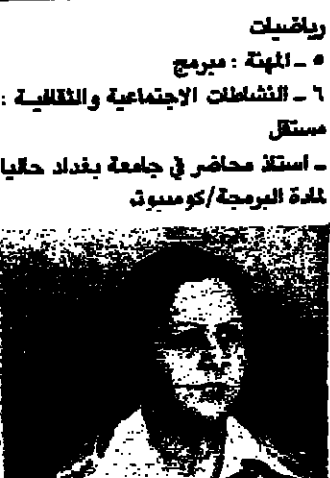 رياضيات
٥ ـ المهنة : مبرمج
٦ ـ النشاطات الاجتماعية والثقافية :
مستقل
ـ استاذ محاضر في جامعة بغداد حاليا
لمادة البرمجة/كومبيوتر